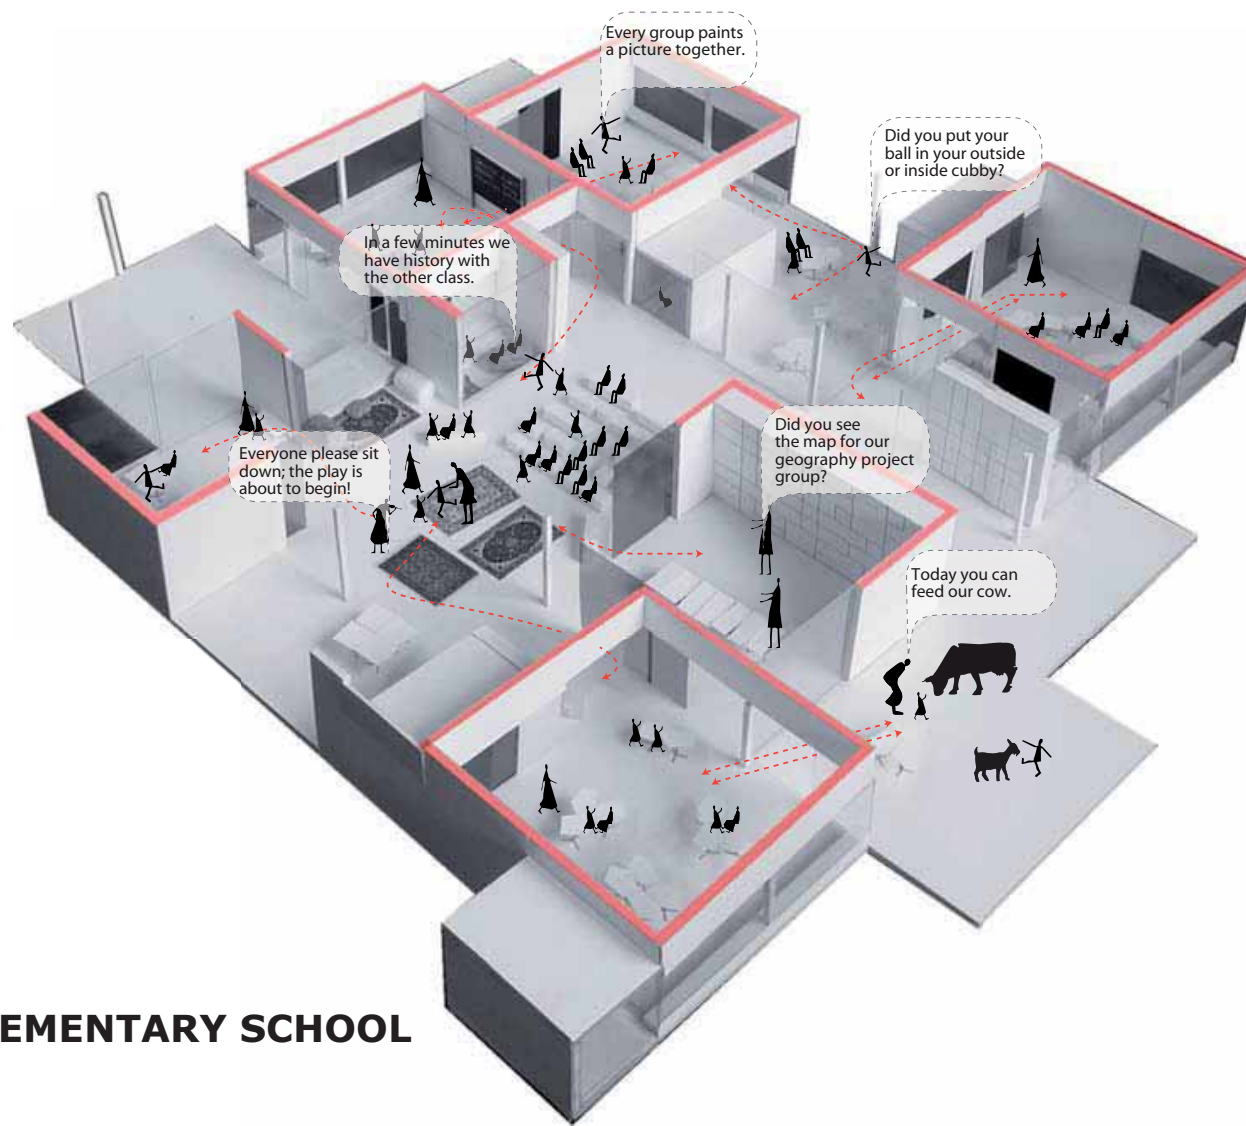 Every group paints
a picture together.
Did you put your
ball in your outside
or inside cubby?
In a few minutes we
have history with
the other class.
Did you see
the map for our
geography project
group?
Everyone please sit
down; the play is
about to begin!
Today you can
feed our cow.
EMENTARY SCHOOL